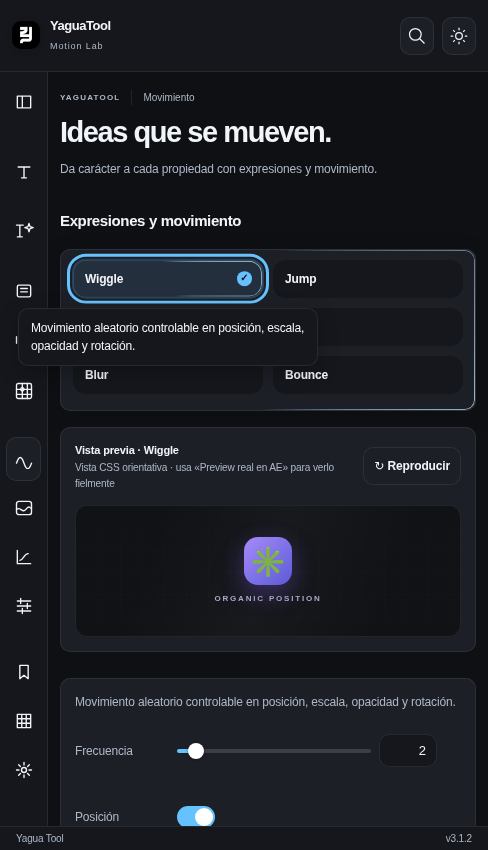 YaguaTool
Motion Lab
YAGUATOOL Movimiento
Ideas que se mueven.
Da carácter a cada propiedad con expresiones y movimiento.
Expresiones y movimiento
Wiggle Jump
Movimiento aleatorio controlable en posición, escala,
opacidad y rotación.
Blur Bounce
Vista previa · Wiggle
Vista CSS orientativa · usa «Preview real en AE» para verlo
fielmente
↻ Reproducir
ORGANIC POSITION
Movimiento aleatorio controlable en posición, escala, opacidad y rotación.
Frecuencia 2
Posición
Yagua Tool v3.1.2